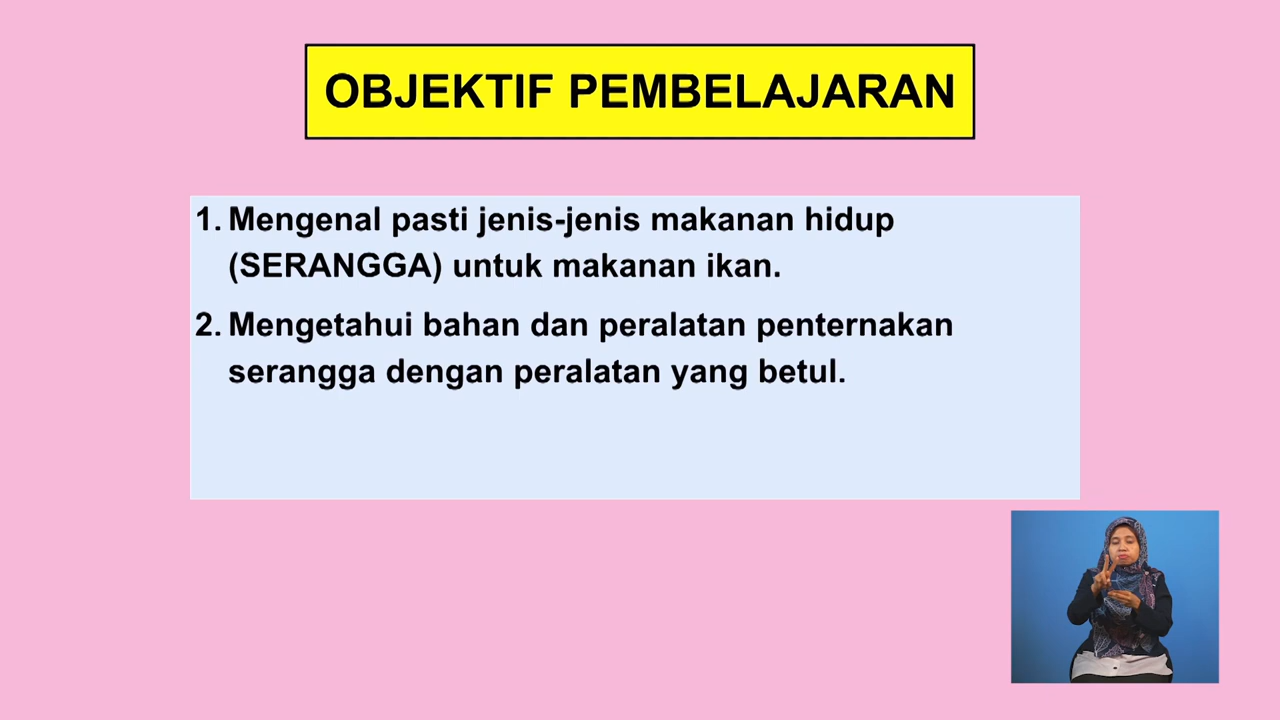 OBJEKTIF PEMBELAJARAN
1. Mengenal pasti jenis-jenis makanan hidup
(SERANGGA) untuk makanan ikan.
2. Mengetahui bahan dan peralatan penternakan
serangga dengan peralatan yang betul.